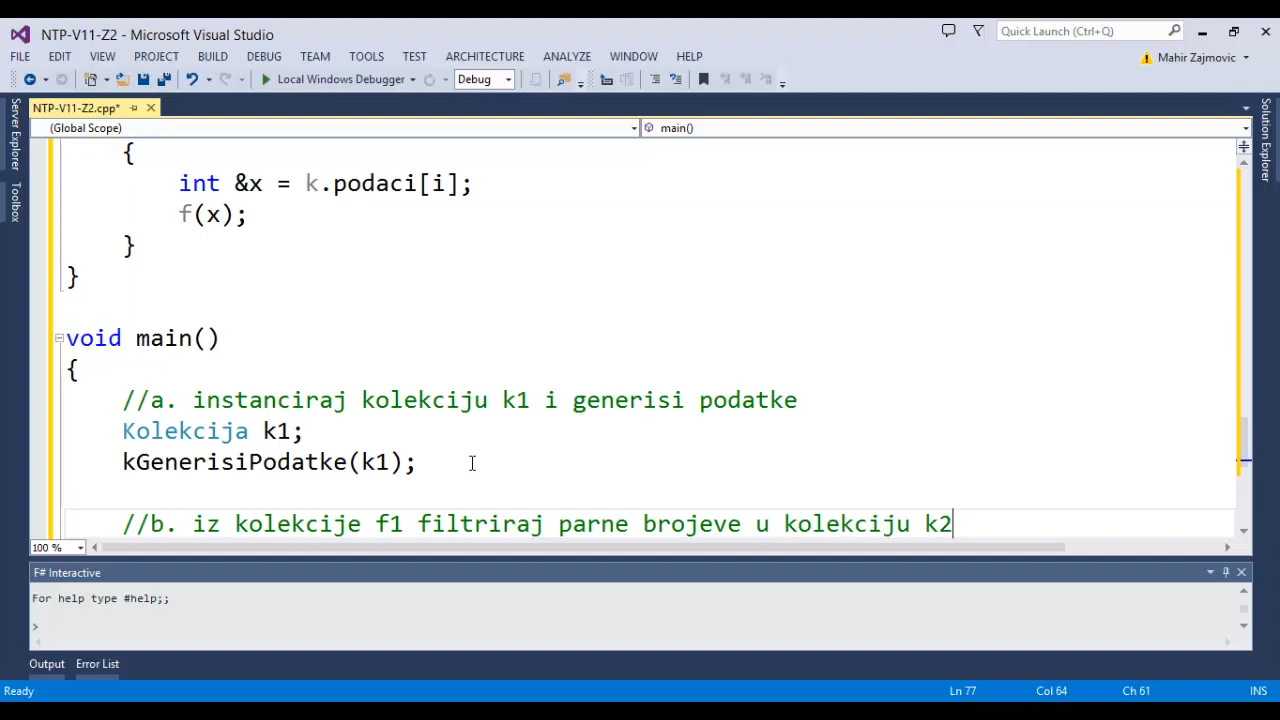 NTP-V11-Z2 - Microsoft Visual Studio
Quick Launch (Ctrl+Q)
FILE EDIT VIEW PROJECT BUILD DEBUG TEAM TOOLS TEST ARCHITECTURE ANALYZE WINDOW HELP
Mahir Zajmovic
Local Windows Debugger Debug
Server Explorer
Toolbox
Solution Explorer
NTP-V11-Z2.cpp*
(Global Scope) main()
{
int &x = k.podaci[i];
f(x);
}
}
void main()
{
//a. instanciraj kolekciju k1 i generisi podatke
Kolekcija k1;
kGenerisiPodatke(k1);
//b. iz kolekcije f1 filtriraj parne brojeve u kolekciju k2
100 %
F# Interactive
For help type #help;;
>
Output Error List
Ready Ln 77 Col 64 Ch 61 INS